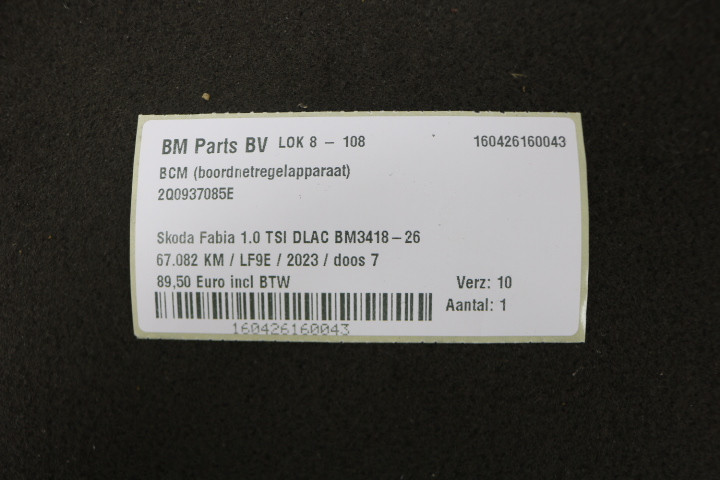 BM Parts BV LOK 8 - 108 160426160043
BCM (boordnetregelapparaat)
2Q0937085E
Skoda Fabia 1.0 TSI DLAC BM3418-26
67.082 KM / LF9E / 2023 / doos 7
89,50 Euro incl BTW Verz: 10
Aantal: 1
160426160043